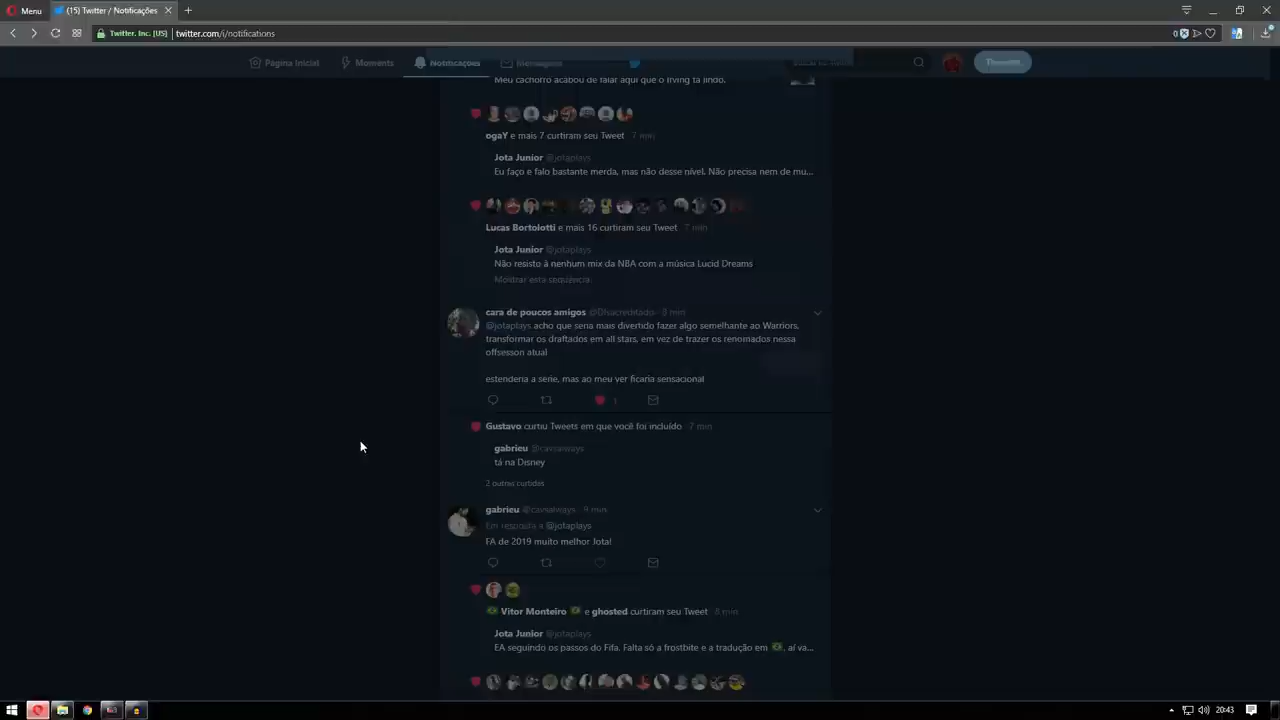 Menu
(15) Twitter / Notificações
Twitter, Inc. [US]
twitter.com/i/notifications
0
Página Inicial
Moments
Notificações
Mensagens
Tweetar
Meu cachorro acabou de falar aqui que o living tá lindo.
ogaY e mais 7 curtiram seu Tweet 7 min
Jota Junior @jotaplays
Eu faço e falo bastante merda, mas não desse nível. Não precisa nem de mu...
Lucas Bortolotti e mais 16 curtiram seu Tweet 7 min
Jota Junior @jotaplays
Não resisto à nenhum mix da NBA com a música Lucid Dreams
Mostrar esta sequência
cara de poucos amigos @Disacreditado 8 min
@jotaplays acho que seria mais divertido fazer algo semelhante ao Warriors,
transformar os draftados em all stars, em vez de trazer os renomados nessa
offsesson atual
estenderia a serie, mas ao meu ver ficaria sensacional
1
Gustavo curtiu Tweets em que você foi incluído 7 min
gabrieu @cavsalways
tá na Disney
2 outras curtidas
gabrieu @cavsalways 9 min
Em resposta a @jotaplays
FA de 2019 muito melhor Jota!
Vitor Monteiro e ghosted curtiram seu Tweet 8 min
Jota Junior @jotaplays
EA seguindo os passos do Fifa. Falta só a frostbite e a tradução em , aí va...
20:43